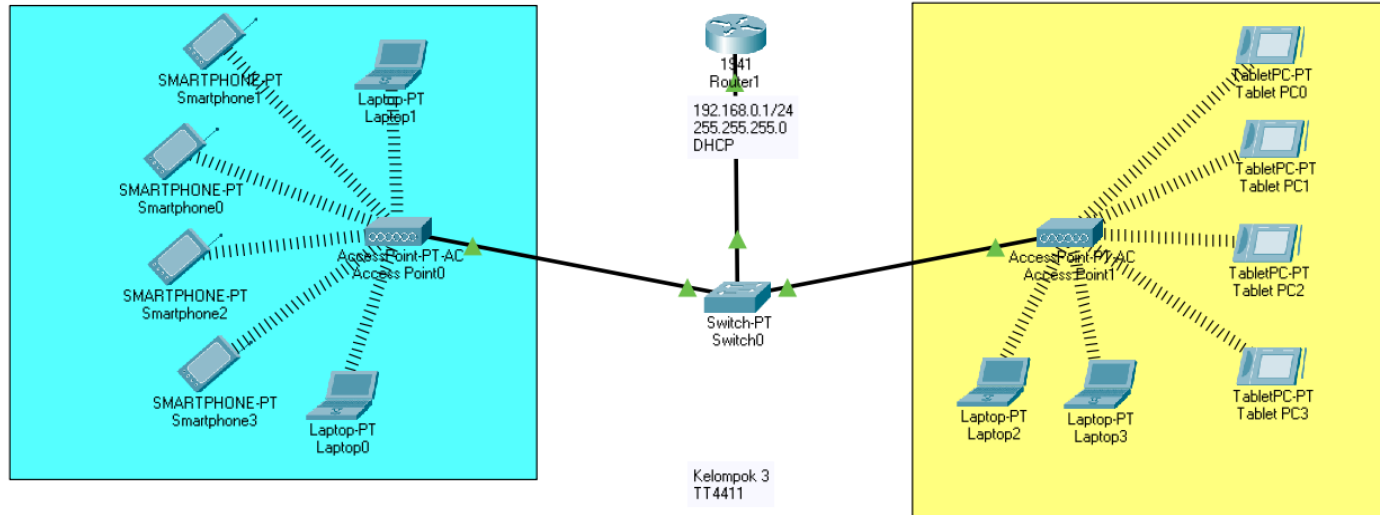 SMARTPHONE-PT
Smartphone1
Laptop-PT
Laptop1
SMARTPHONE-PT
Smartphone0
AccessPoint-PT-AC
Access Point0
SMARTPHONE-PT
Smartphone2
SMARTPHONE-PT
Smartphone3
Laptop-PT
Laptop0
1941
Router1
192.168.0.1/24
255.255.255.0
DHCP
Switch-PT
Switch0
Kelompok 3
TT4411
TabletPC-PT
Tablet PC0
TabletPC-PT
Tablet PC1
AccessPoint-PT-AC
Access Point1
TabletPC-PT
Tablet PC2
TabletPC-PT
Tablet PC3
Laptop-PT
Laptop2
Laptop-PT
Laptop3